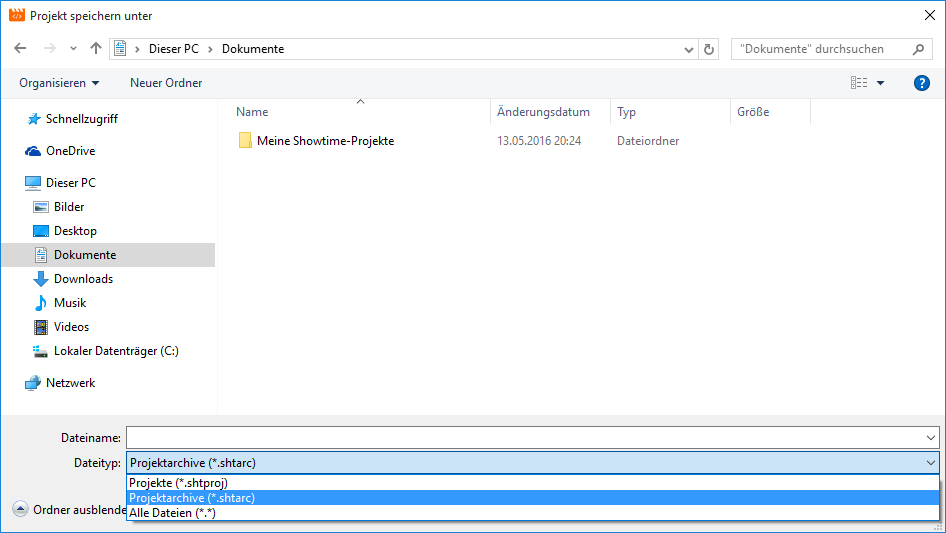 Projekt speichern unter
Dieser PC Dokumente
"Dokumente" durchsuchen
Organisieren Neuer Ordner
?
Name Änderungsdatum Typ Größe
Meine Showtime-Projekte 13.05.2016 20:24 Dateiordner
Schnellzugriff
OneDrive
Dieser PC
Bilder
Desktop
Dokumente
Downloads
Musik
Videos
Lokaler Datenträger (C:)
Netzwerk
Dateiname:
Dateityp: Projektarchive (*.shtarc)
Projekte (*.shtproj)
Projektarchive (*.shtarc)
Alle Dateien (*.*)
Ordner ausblende